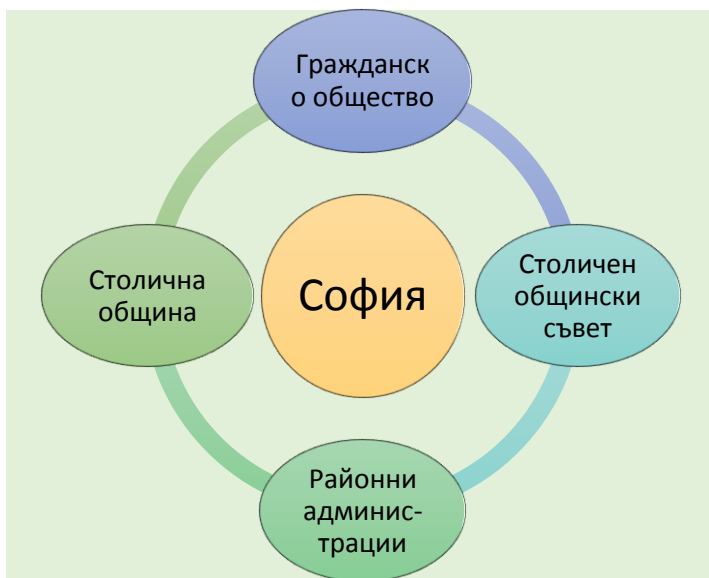 Гражданск
о общество
Столична
община
София
Столичен
общински
съвет
Районни
админис-
трации